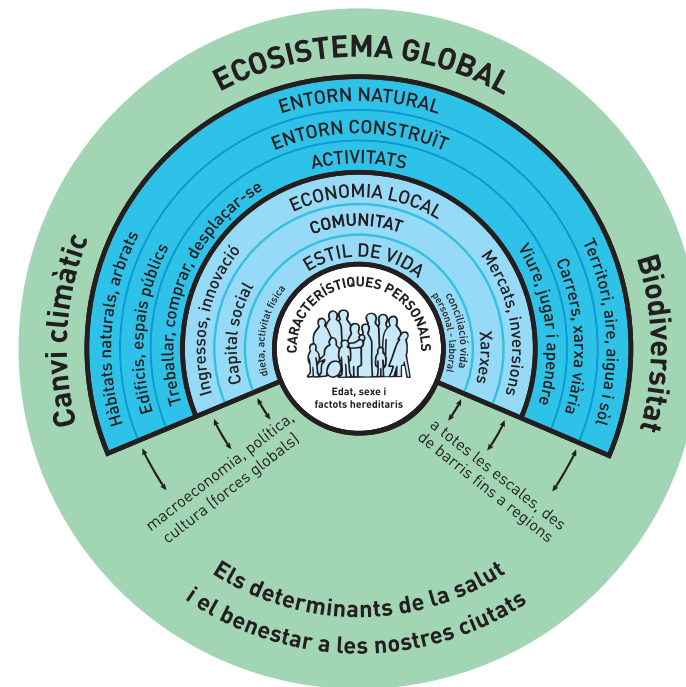 ECOSISTEMA GLOBAL
Canvi climàtic
Biodiversitat
ENTORN NATURAL
Hàbitats naturals, arbrats
Territori, aire, aigua i sòl
ENTORN CONSTRUÏT
Edificis, espais públics
Carrers, xarxa viària
ACTIVITATS
Treballar, comprar, desplaçar-se
Viure, jugar i apendre
ECONOMIA LOCAL
Ingressos, innovació
Mercats, inversions
COMUNITAT
Capital social
Xarxes
ESTIL DE VIDA
dieta, activitat física
conciliació vida
personal - laboral
CARACTERÍSTIQUES PERSONALS
Edat, sexe i
factots hereditaris
macroeconomia, política,
cultura (forces globals)
a totes les escales, des
de barris fins a regions
Els determinants de la salut
i el benestar a les nostres ciutats